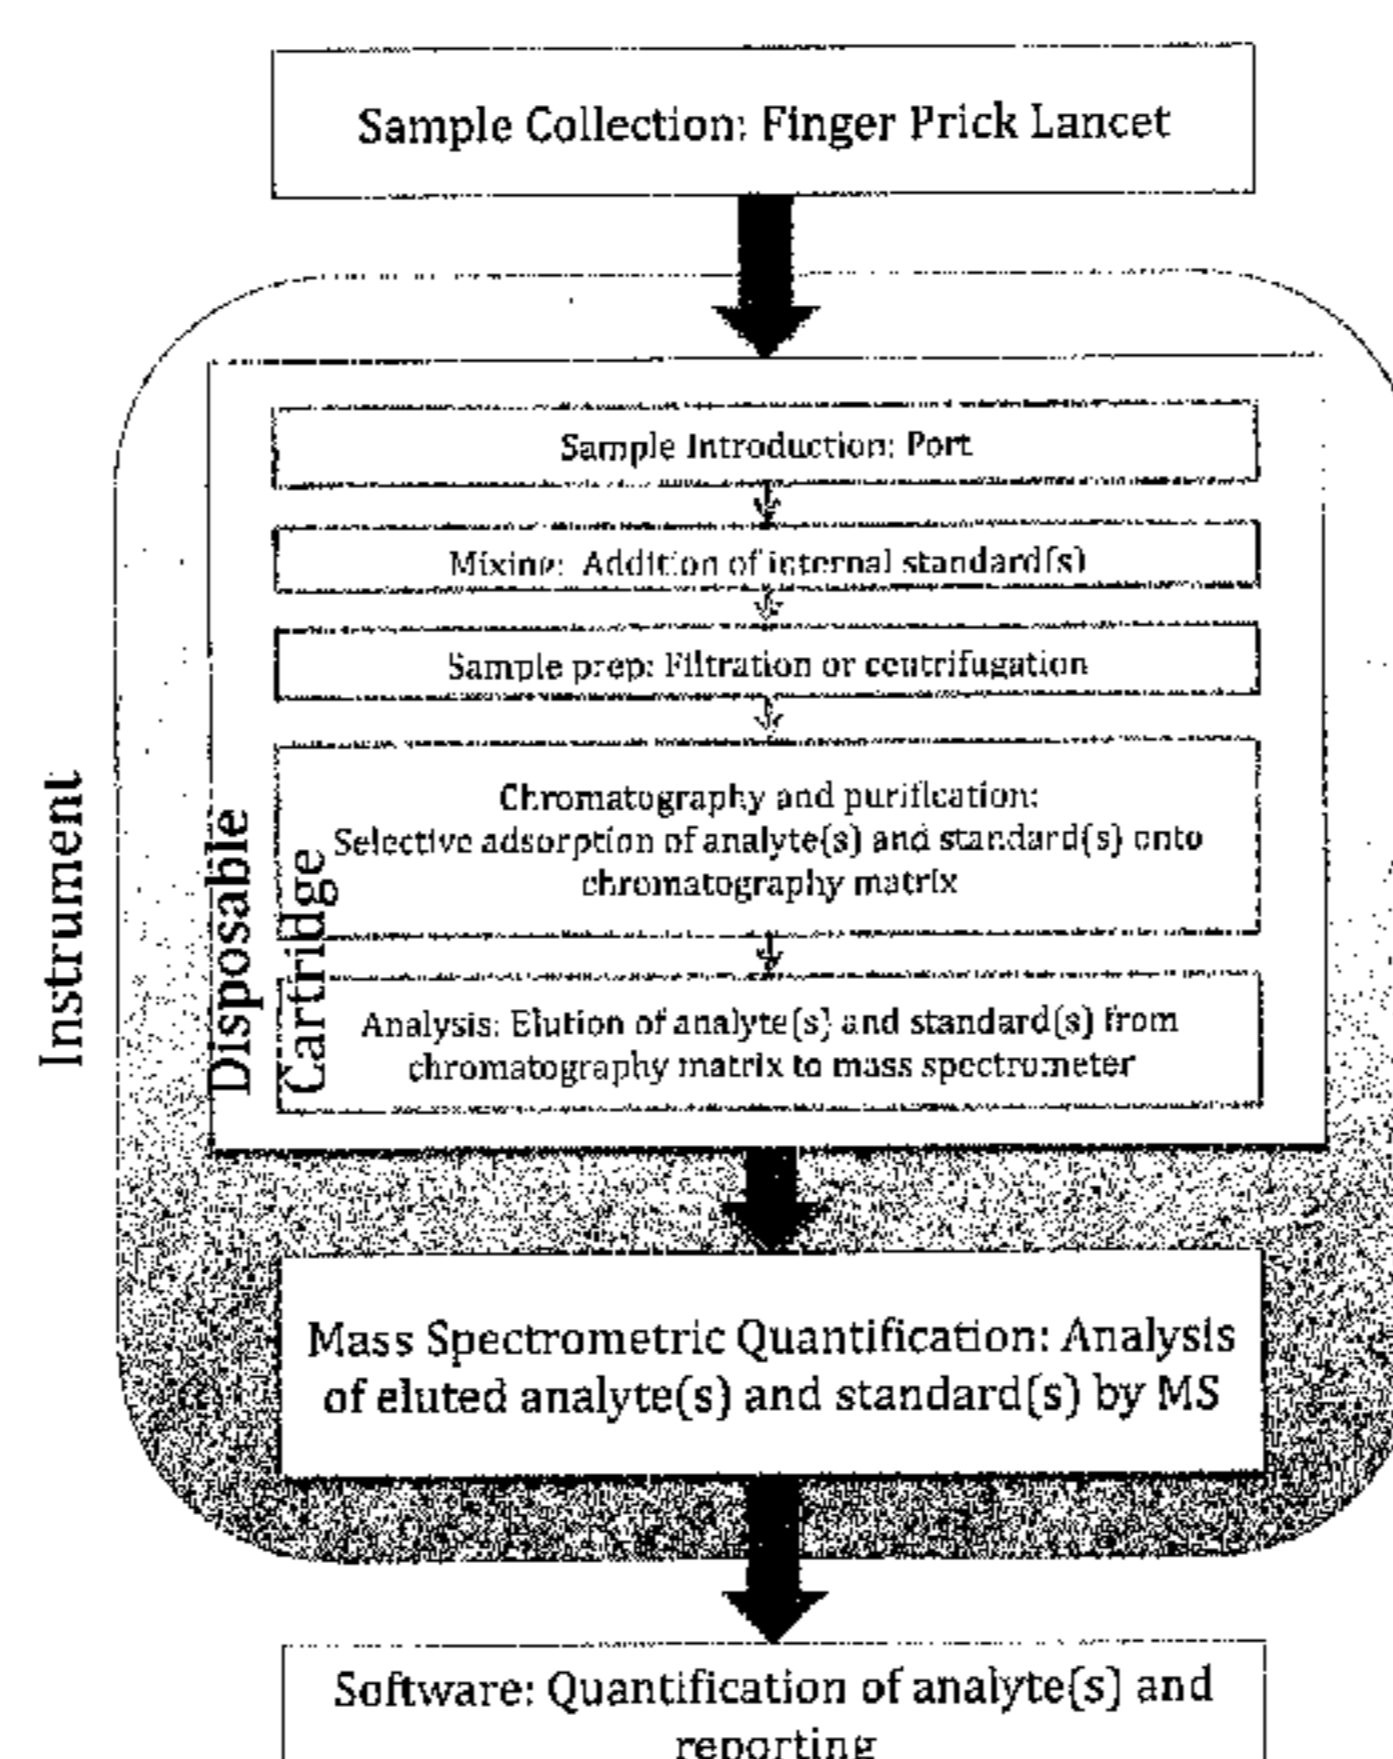 Sample Collection: Finger Prick Lancet
Sample Introduction: Port
Mixing: Addition of internal standard(s)
Sample prep: Filtration or centrifugation
Chromatography and purification:
Selective adsorption of analyte(s) and standard(s) onto
chromatography matrix
Analysis: Elution of analyte(s) and standard(s) from
chromatography matrix to mass spectrometer
Instrument
Disposable
Cartridge
Mass Spectrometric Quantification: Analysis
of eluted analyte(s) and standard(s) by MS
Software: Quantification of analyte(s) and
reporting